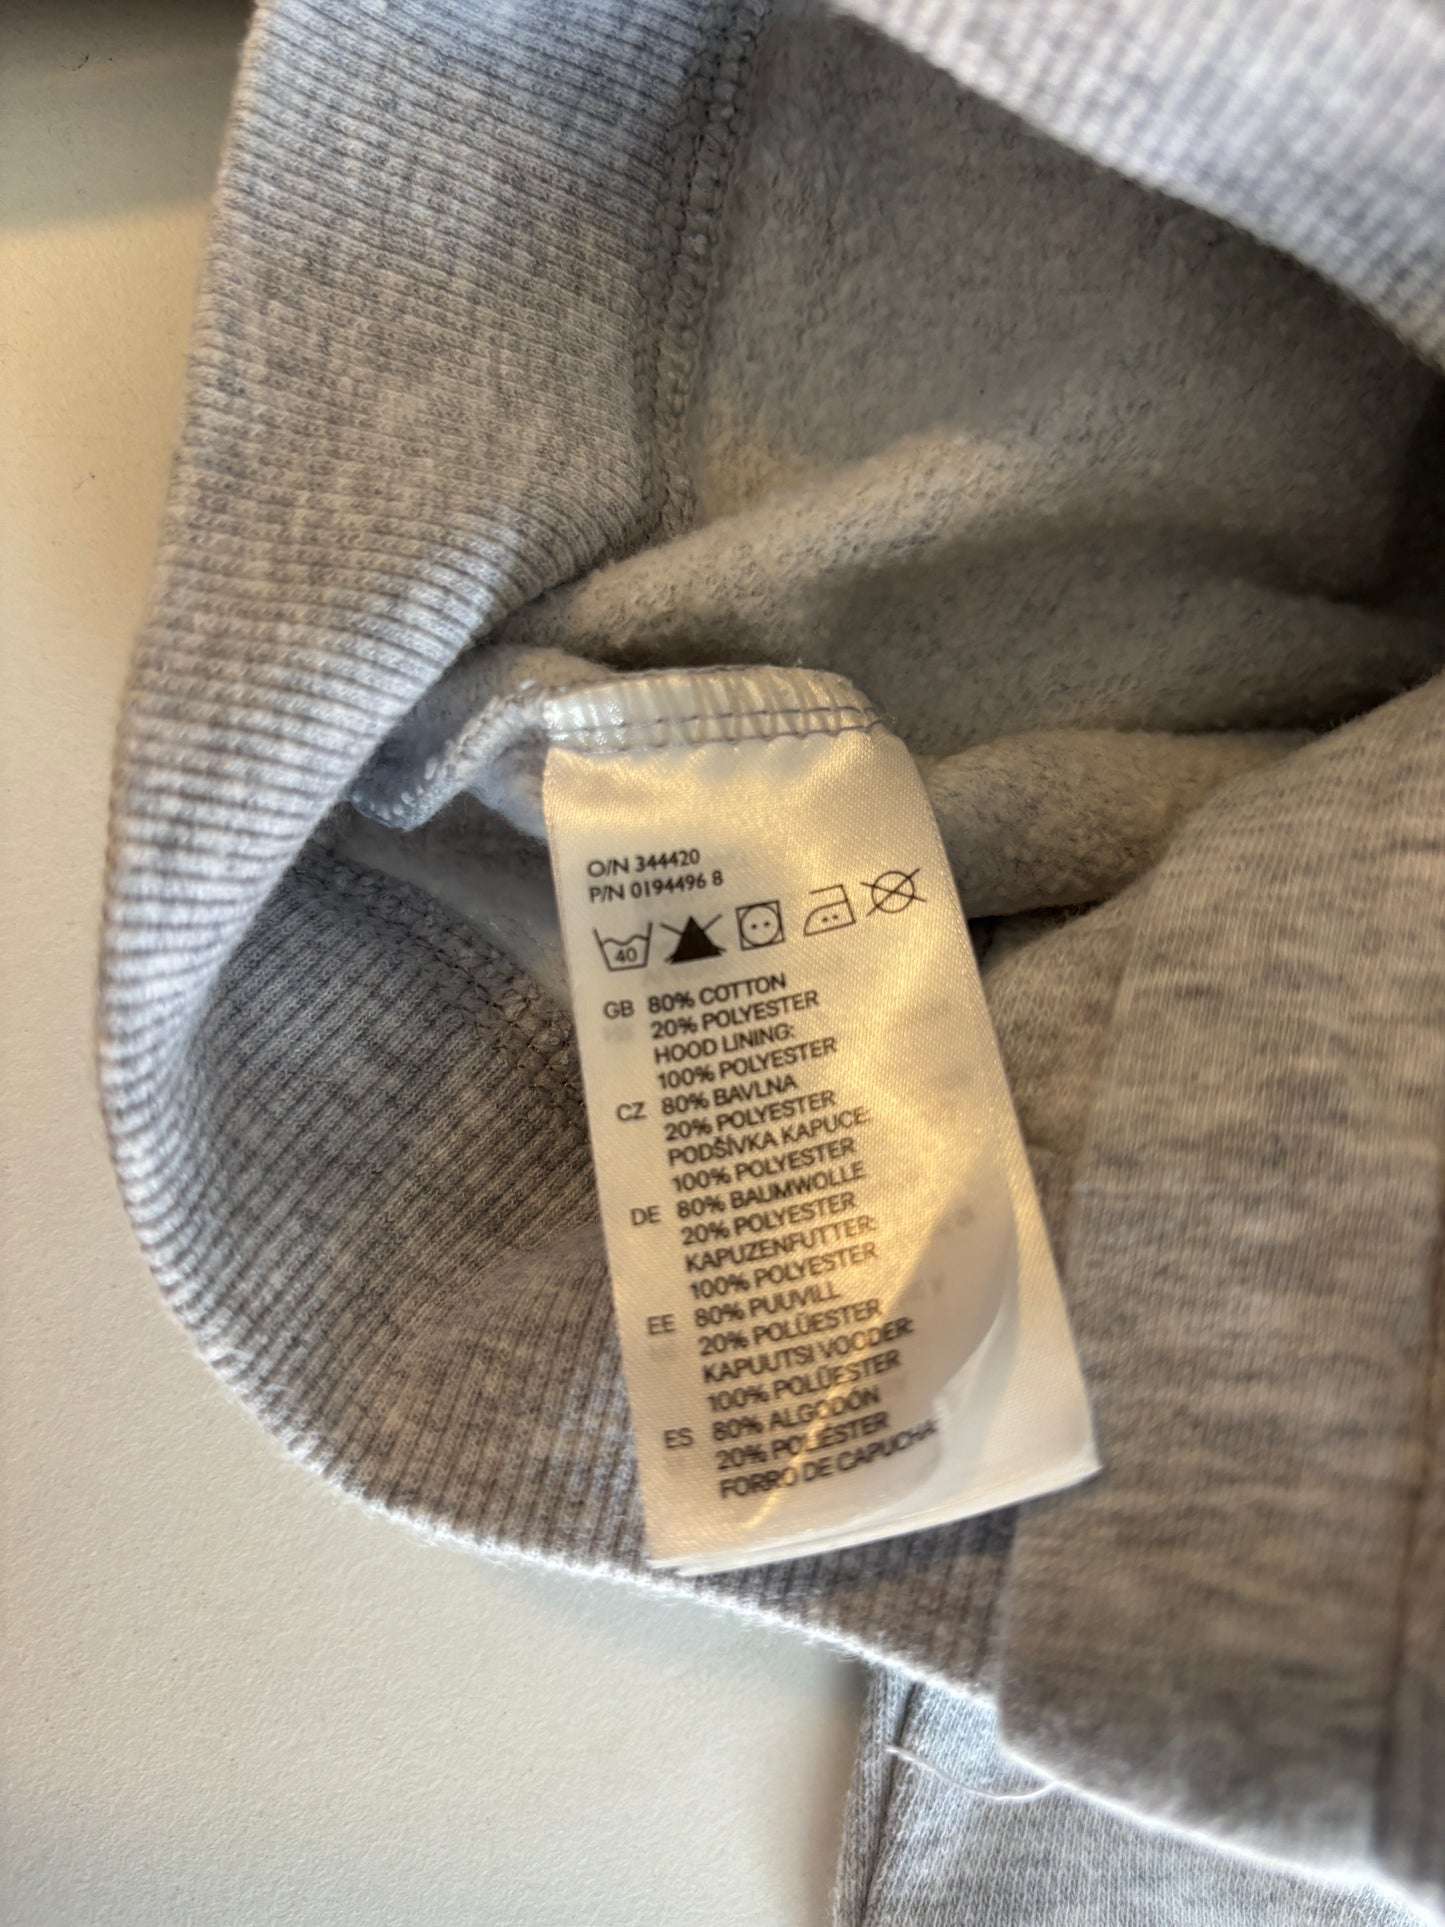 O/N 344420
P/N 0194496 8
40
GB 80% COTTON
20% POLYESTER
HOOD LINING:
100% POLYESTER
CZ 80% BAVLNA
20% POLYESTER
PODŠÍVKA KAPUCE:
100% POLYESTER
DE 80% BAUMWOLLE
20% POLYESTER
KAPUZENFUTTER:
100% POLYESTER
EE 80% PUUVILL
20% POLÜESTER
KAPUUTSI VOODER:
100% POLÜESTER
ES 80% ALGODÓN
20% POLIÉSTER
FORRO DE CAPUCHA: